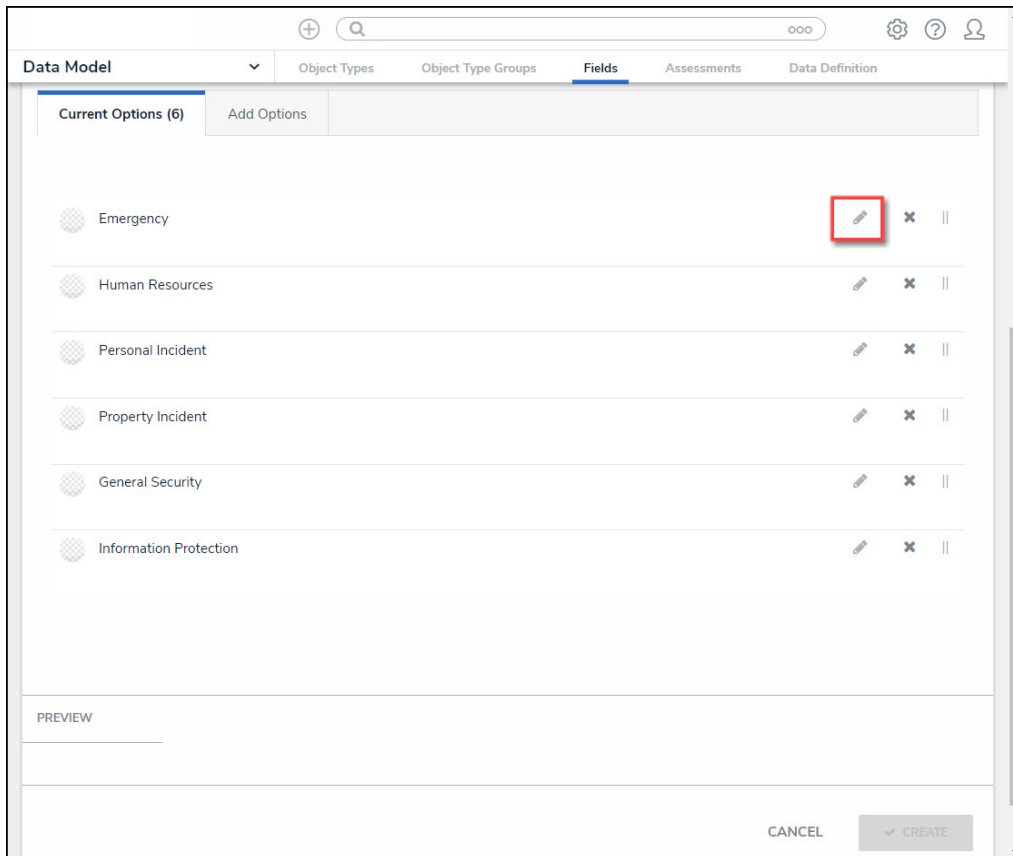 ooo
Data Model Object Types Object Type Groups Fields Assessments Data Definition
Current Options (6) Add Options
Emergency
Human Resources
Personal Incident
Property Incident
General Security
Information Protection
PREVIEW
CANCEL CREATE